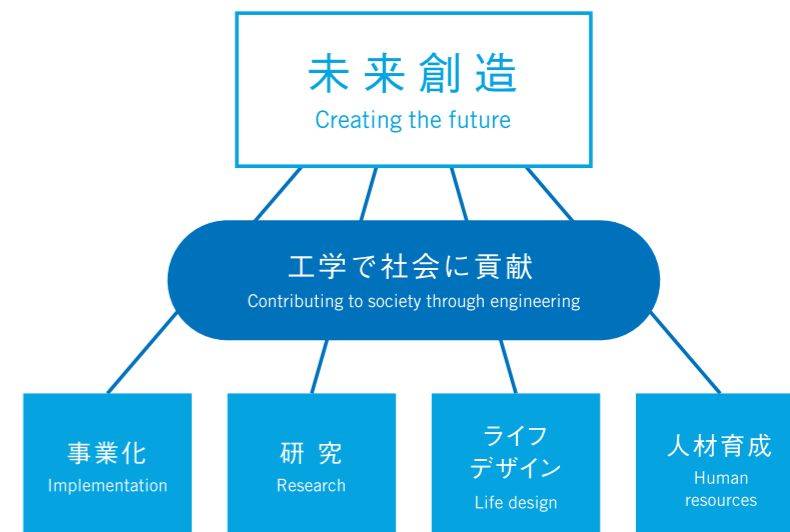 未来創造
Creating the future
工学で社会に貢献
Contributing to society through engineering
事業化
Implementation
研究
Research
ライフ
デザイン
Life design
人材育成
Human
resources